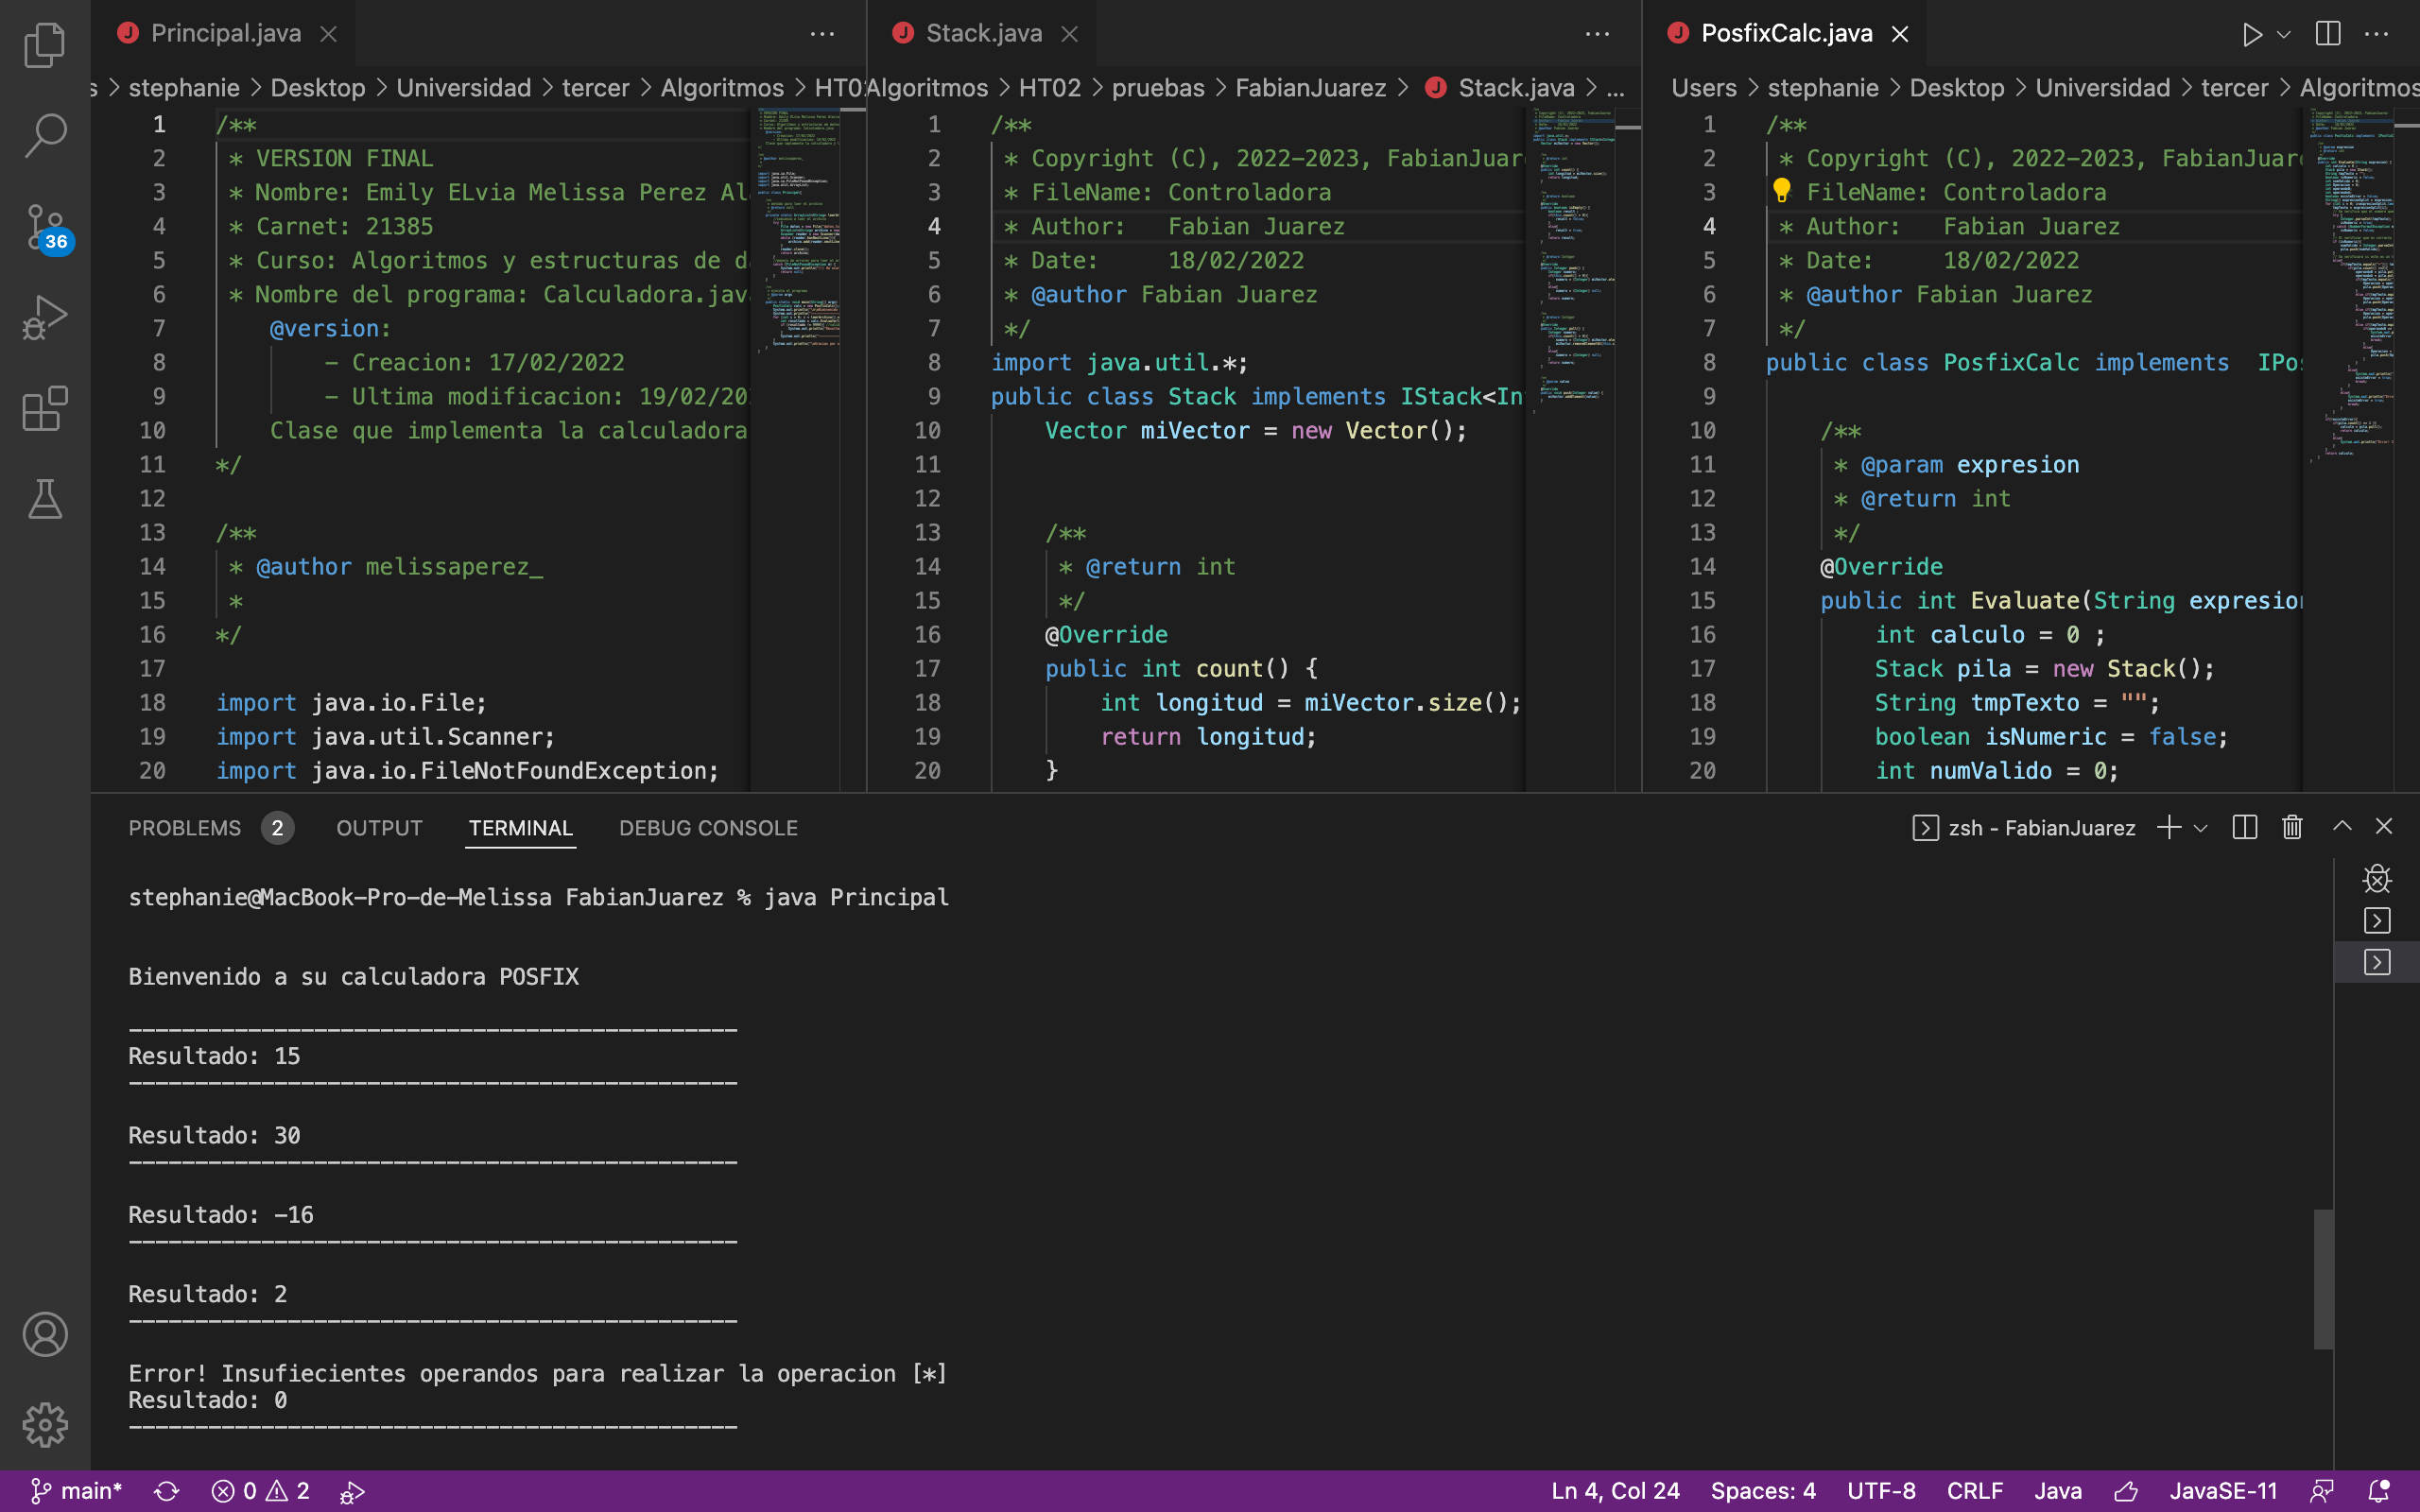 Principal.java
s > stephanie > Desktop > Universidad > tercer > Algoritmos > HT02
1 /**
2 * VERSION FINAL
3 * Nombre: Emily ELvia Melissa Perez Al
4 * Carnet: 21385
5 * Curso: Algoritmos y estructuras de d
6 * Nombre del programa: Calculadora.jav
7 @version:
8 - Creacion: 17/02/2022
9 - Ultima modificacion: 19/02/20
10 Clase que implementa la calculadora
11 */
12
13 /**
14 * @author melissaperez_
15 *
16 */
17
18 import java.io.File;
19 import java.util.Scanner;
20 import java.io.FileNotFoundException;
Stack.java
Algoritmos > HT02 > pruebas > FabianJuarez > Stack.java > ...
1 /**
2 * Copyright (C), 2022-2023, FabianJuar
3 * FileName: Controladora
4 * Author: Fabian Juarez
5 * Date: 18/02/2022
6 * @author Fabian Juarez
7 */
8 import java.util.*;
9 public class Stack implements IStack<In
10 Vector miVector = new Vector();
11
12
13 /**
14 * @return int
15 */
16 @Override
17 public int count() {
18 int longitud = miVector.size();
19 return longitud;
20 }
PosfixCalc.java
Users > stephanie > Desktop > Universidad > tercer > Algoritmos
1 /**
2 * Copyright (C), 2022-2023, FabianJuar
3 FileName: Controladora
4 * Author: Fabian Juarez
5 * Date: 18/02/2022
6 * @author Fabian Juarez
7 */
8 public class PosfixCalc implements IPos
9
10 /**
11 * @param expresion
12 * @return int
13 */
14 @Override
15 public int Evaluate(String expresion
16 int calculo = 0 ;
17 Stack pila = new Stack();
18 String tmpTexto = "";
19 boolean isNumeric = false;
20 int numValido = 0;
36
PROBLEMS 2 OUTPUT TERMINAL DEBUG CONSOLE
zsh - FabianJuarez
stephanie@MacBook-Pro-de-Melissa FabianJuarez % java Principal
Bienvenido a su calculadora POSFIX
----------------------------------------------
Resultado: 15
----------------------------------------------
Resultado: 30
----------------------------------------------
Resultado: -16
----------------------------------------------
Resultado: 2
----------------------------------------------
Error! Insufiecientes operandos para realizar la operacion [*]
Resultado: 0
----------------------------------------------
main* 0 2
Ln 4, Col 24 Spaces: 4 UTF-8 CRLF Java JavaSE-11